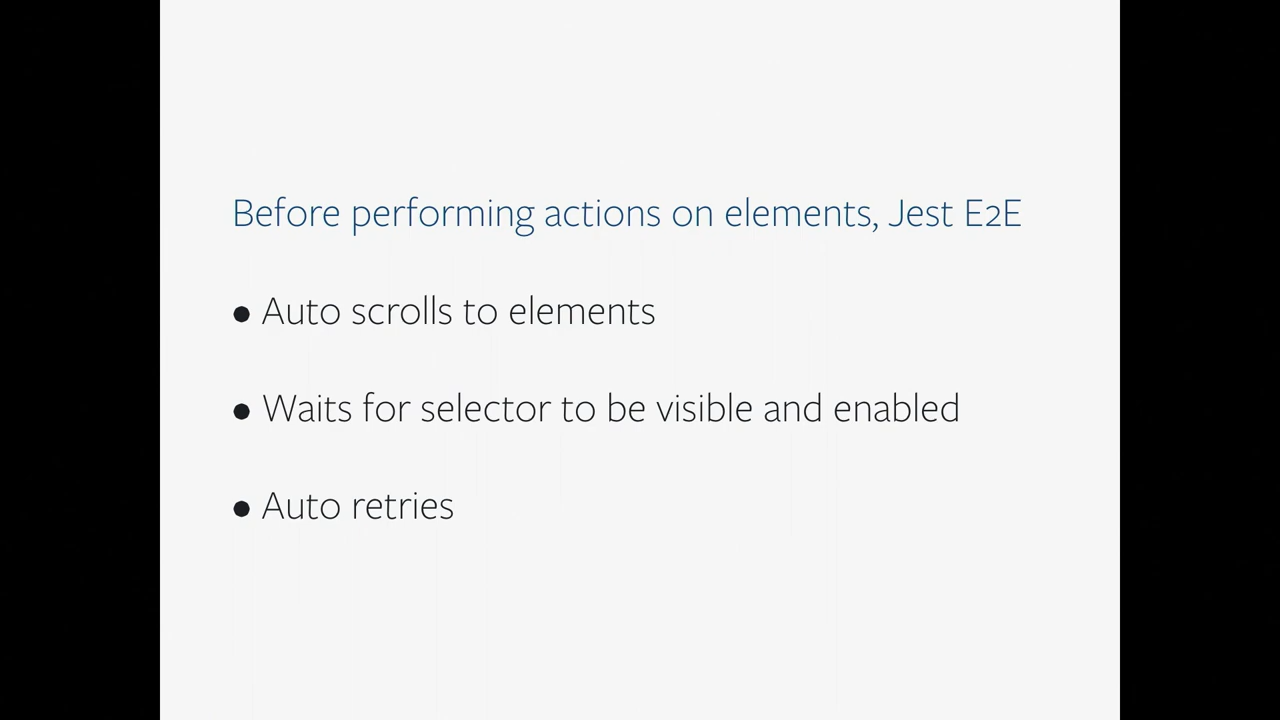 Before performing actions on elements, Jest E2E
● Auto scrolls to elements
● Waits for selector to be visible and enabled
● Auto retries